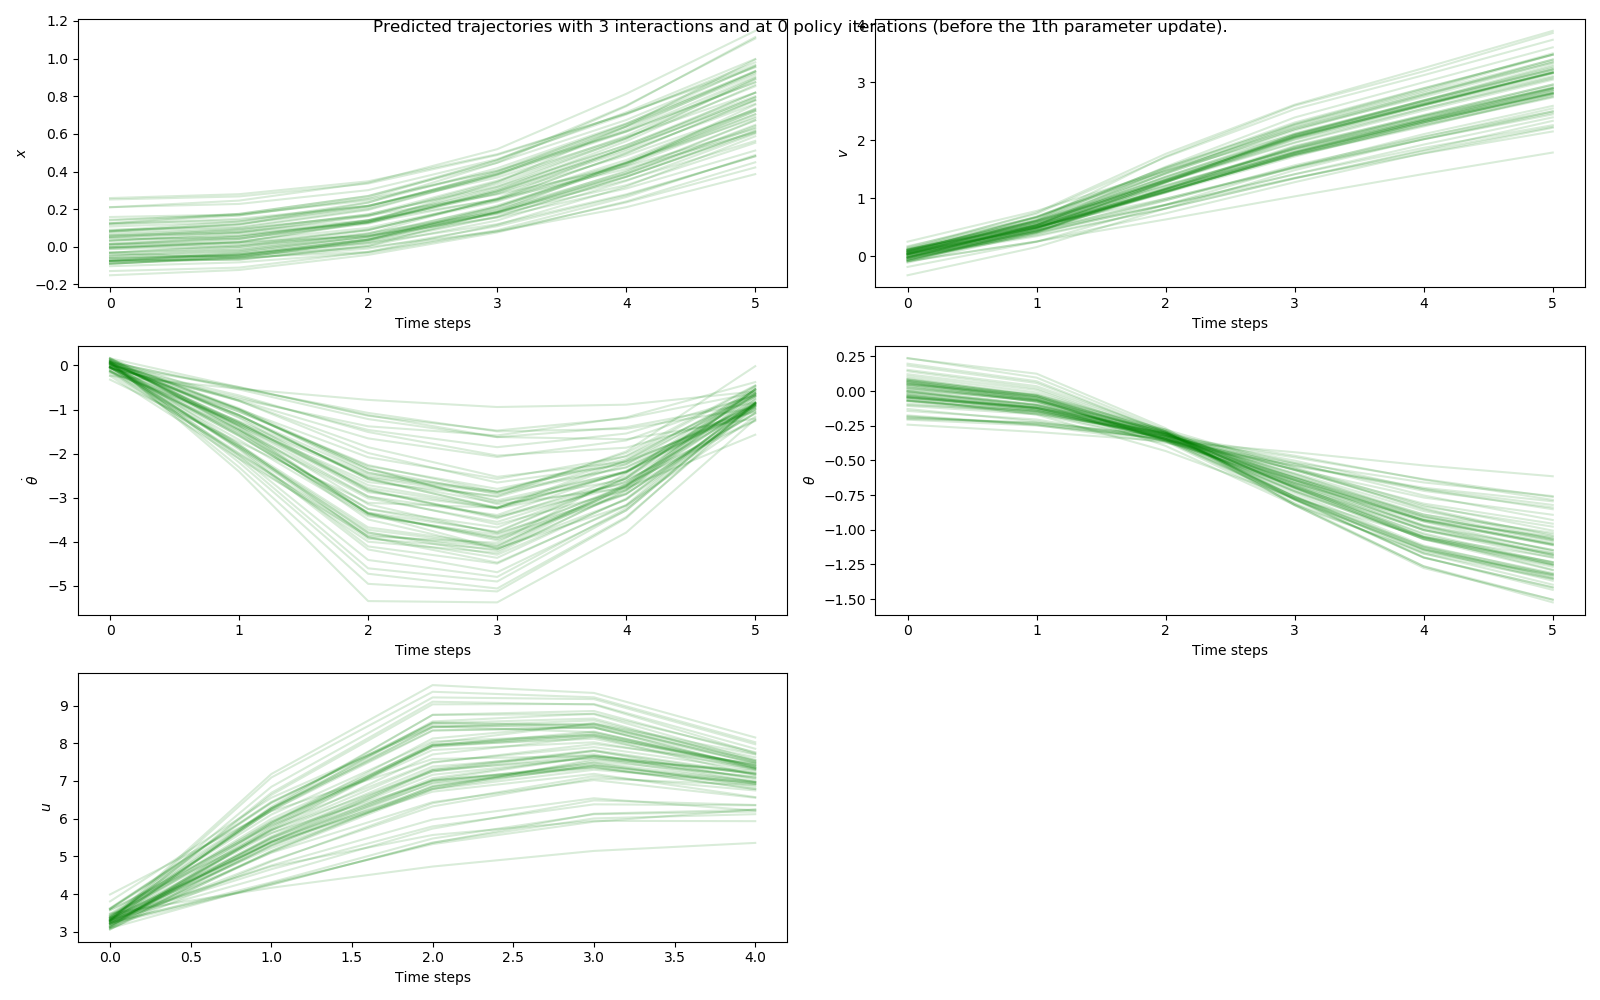 Predicted trajectories with 3 interactions and at 0 policy iterations (before the 1th parameter update).
1.2
1.0
0.8
0.6
0.4
0.2
0.0
−0.2
x
0 1 2 3 4 5
Time steps
4
3
2
1
0
v
0 1 2 3 4 5
Time steps
0
−1
−2
−3
−4
−5
θ̇
0 1 2 3 4 5
Time steps
0.25
0.00
−0.25
−0.50
−0.75
−1.00
−1.25
−1.50
θ
0 1 2 3 4 5
Time steps
9
8
7
6
5
4
3
u
0.0 0.5 1.0 1.5 2.0 2.5 3.0 3.5 4.0
Time steps